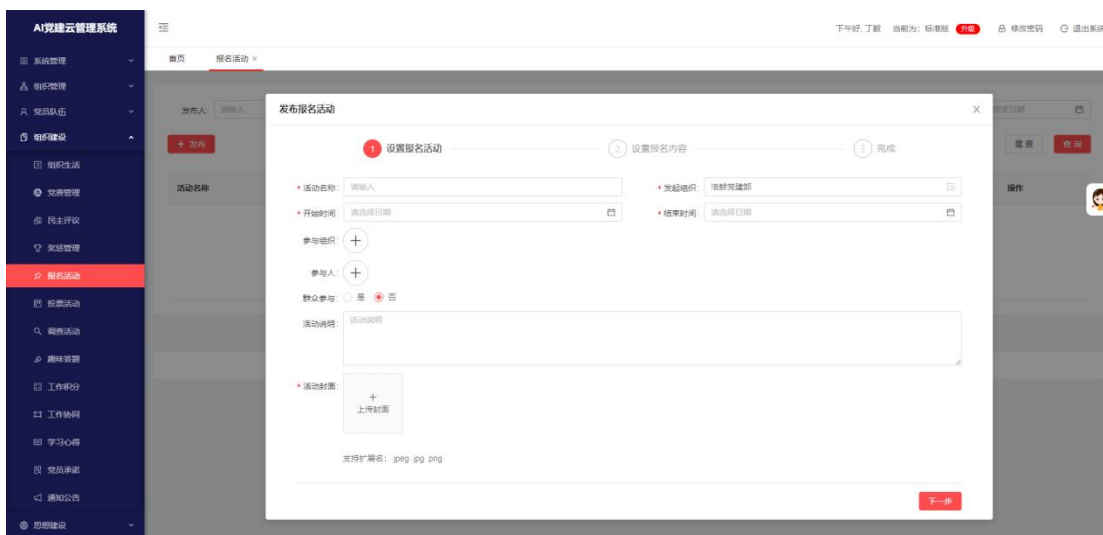 AI党建云管理系统
下午好,丁毅 当前为: 标准版 升级 修改密码 退出系统
系统管理
首页 报名活动 ×
组织管理
党员队伍
发布人 请输入
结束日期
组织建设
+ 发布
重置 查询
组织生活
活动名称
操作
党费管理
民主评议
奖惩管理
报名活动
投票活动
调查活动
趣味答题
工作积分
工作协同
学习心得
党员承诺
通知公告
思想建设
发布报名活动
1 设置报名活动 2 设置报名内容 3 完成
* 活动名称: 请输入
* 发起组织: 浩鲸党建部
* 开始时间: 请选择日期
* 结束时间: 请选择日期
参与组织:
参与人:
群众参与: 是 否
活动说明: 活动说明
* 活动封面:
+
上传封面
支持扩展名: .jpeg .jpg .png
下一步